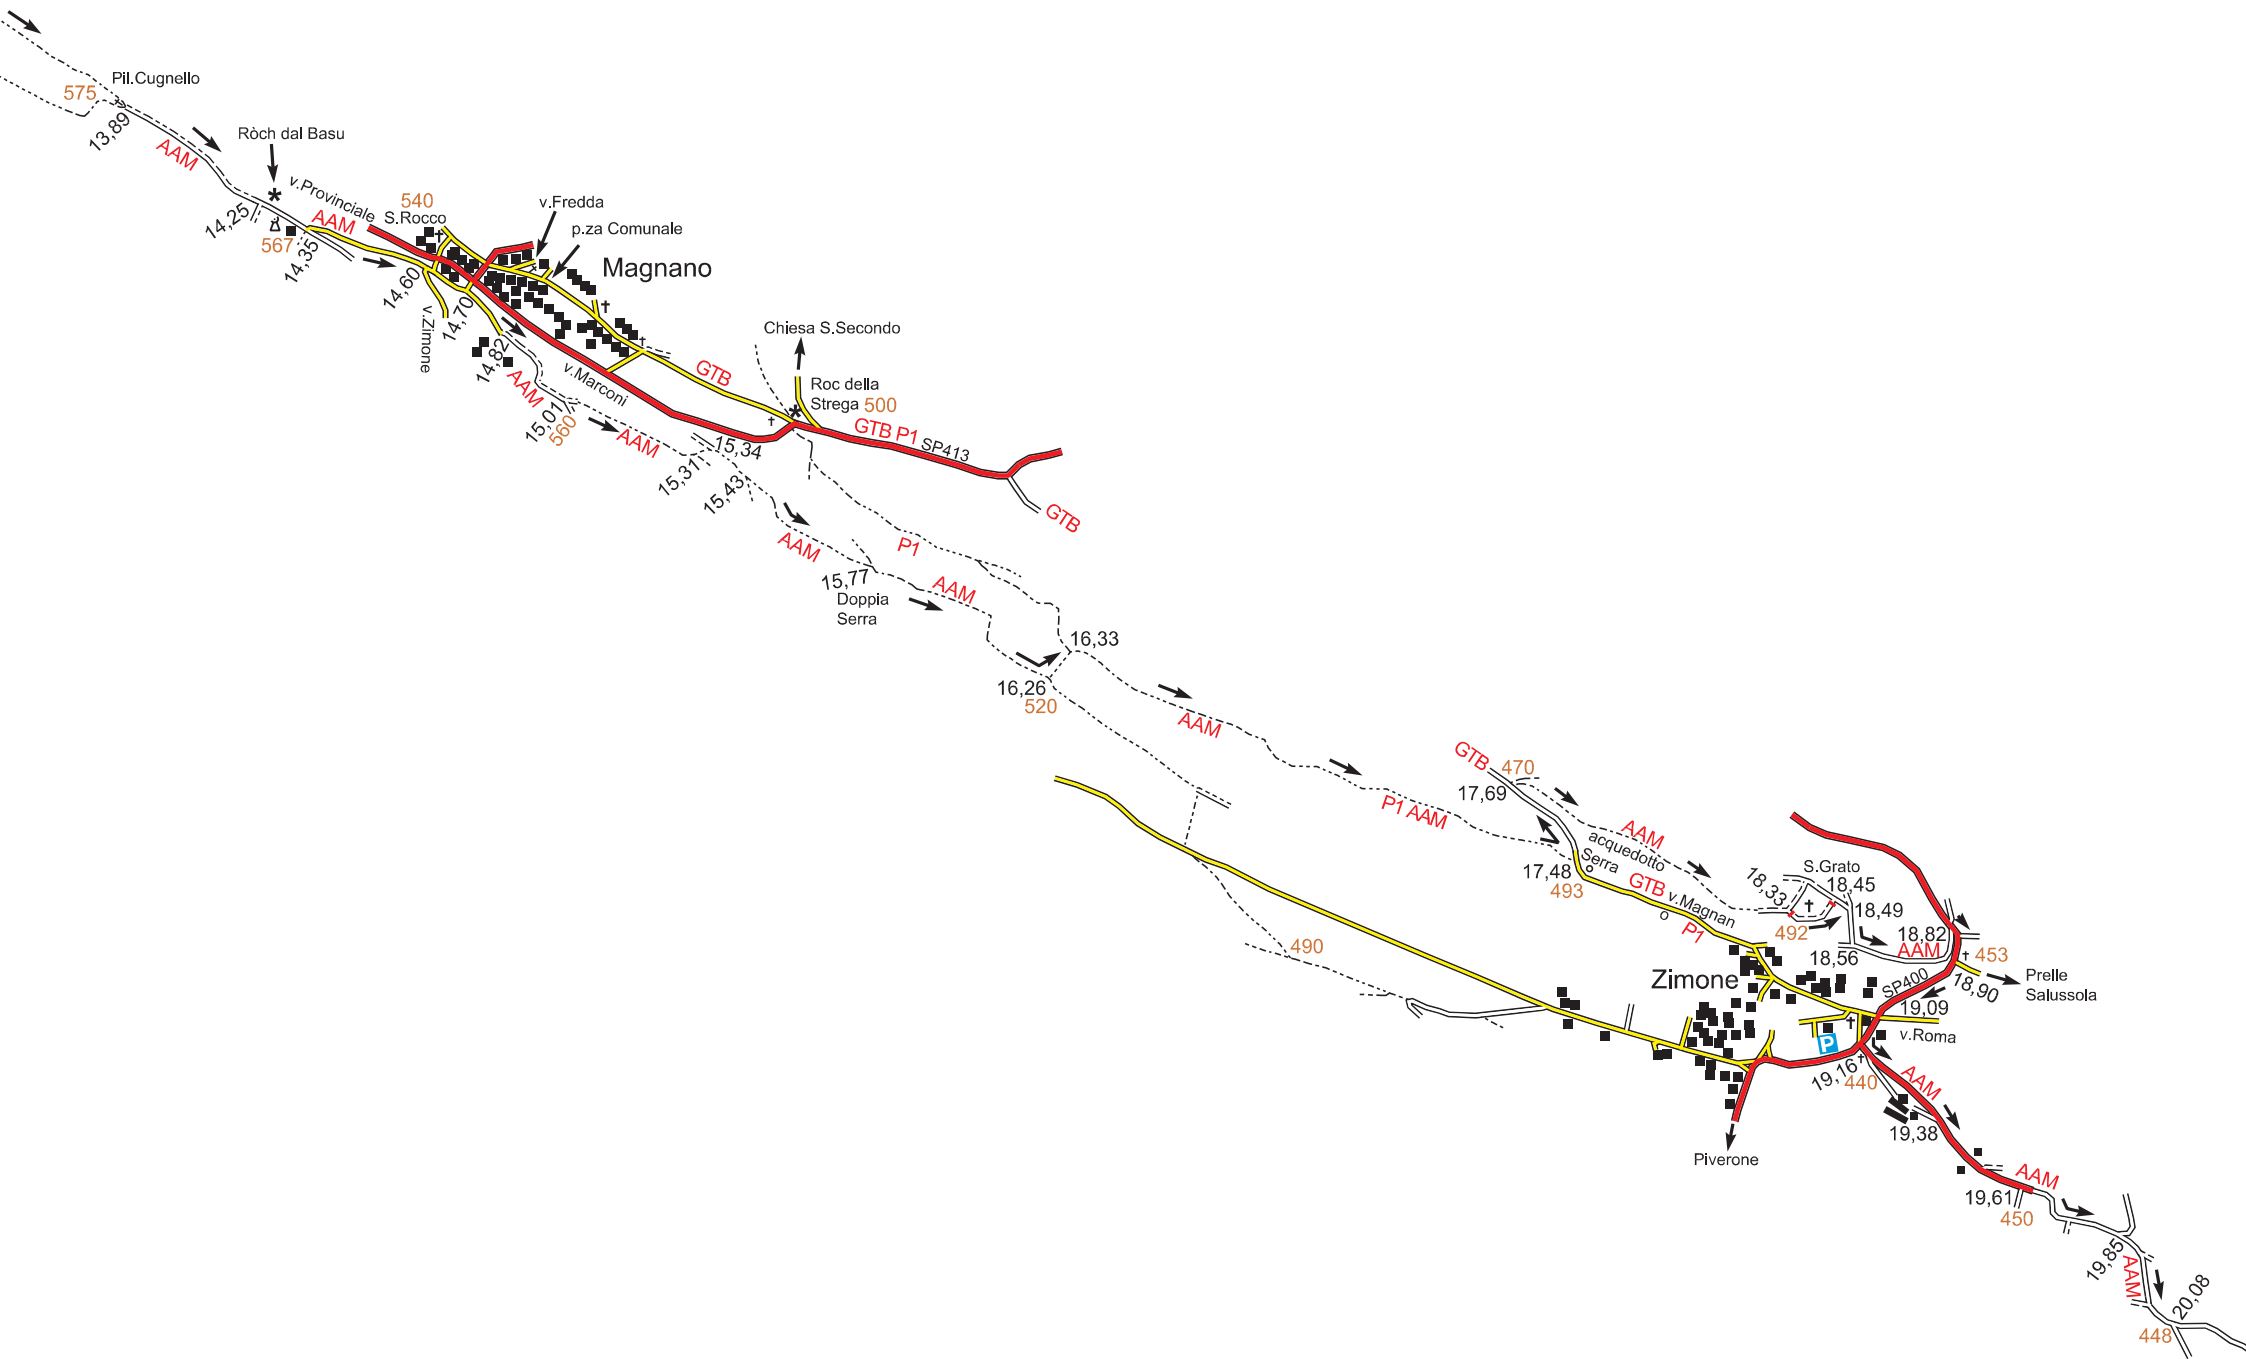 Pil.Cugnello
575
13,89
AAM
Ròch dal Basu
v.Provinciale
14,25
567
14,35
AAM
540
S.Rocco
v.Fredda
p.za Comunale
Magnano
14,60
v.Zimone
14,70
14,82
AAM
v.Marconi
15,01
560
AAM
GTB
Chiesa S.Secondo
Roc della
Strega 500
GTB P1 SP413
GTB
15,34
15,31
15,43
AAM
P1
15,77
Doppia
Serra
AAM
16,33
16,26
520
AAM
P1 AAM
GTB
470
17,69
AAM
acquedotto
Serra
17,48
493
GTB v.Magnan
P1
490
S.Grato
18,33
18,45
18,49
492
18,56
18,82
AAM
453
Prelle
Salussola
18,90
SP400
19,09
v.Roma
Zimone
P
19,16
440
AAM
19,38
Piverone
AAM
19,61
450
19,85
AAM
20,08
448